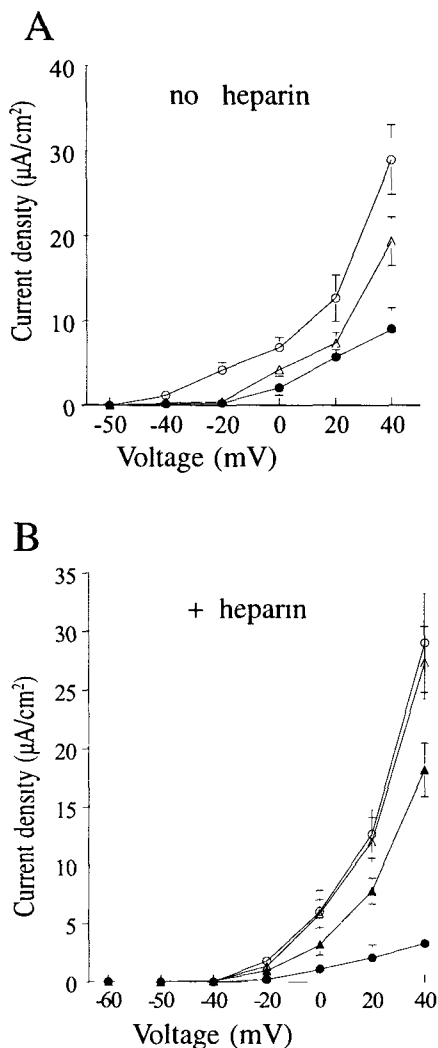 A
no heparin
Current density (µA/cm²)
40
30
20
10
0
-50 -40 -20 0 20 40
Voltage (mV)
B
+ heparin
Current density (µA/cm²)
35
30
25
20
15
10
5
0
-60 -50 -40 -20 0 20 40
Voltage (mV)